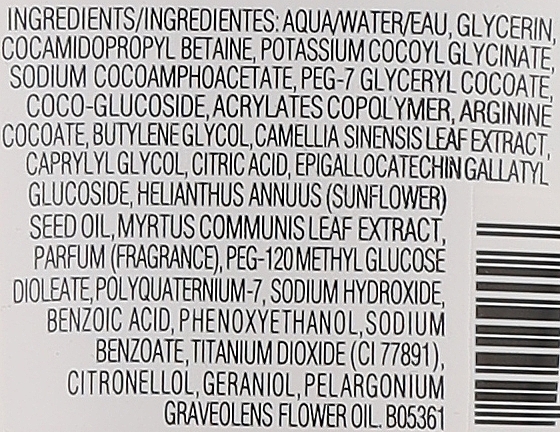 INGREDIENTS/INGREDIENTES: AQUA/WATER/EAU, GLYCERIN,
COCAMIDOPROPYL BETAINE, POTASSIUM COCOYL GLYCINATE,
SODIUM COCOAMPHOACETATE, PEG-7 GLYCERYL COCOATE,
COCO-GLUCOSIDE, ACRYLATES COPOLYMER, ARGININE
COCOATE, BUTYLENE GLYCOL, CAMELLIA SINENSIS LEAF EXTRACT,
CAPRYLYL GLYCOL, CITRIC ACID, EPIGALLOCATECHIN GALLATYL
GLUCOSIDE, HELIANTHUS ANNUUS (SUNFLOWER)
SEED OIL, MYRTUS COMMUNIS LEAF EXTRACT,
PARFUM (FRAGRANCE), PEG-120 METHYL GLUCOSE
DIOLEATE, POLYQUATERNIUM-7, SODIUM HYDROXIDE,
BENZOIC ACID, PHENOXYETHANOL, SODIUM
BENZOATE, TITANIUM DIOXIDE (CI 77891),
CITRONELLOL, GERANIOL, PELARGONIUM
GRAVEOLENS FLOWER OIL. B05361